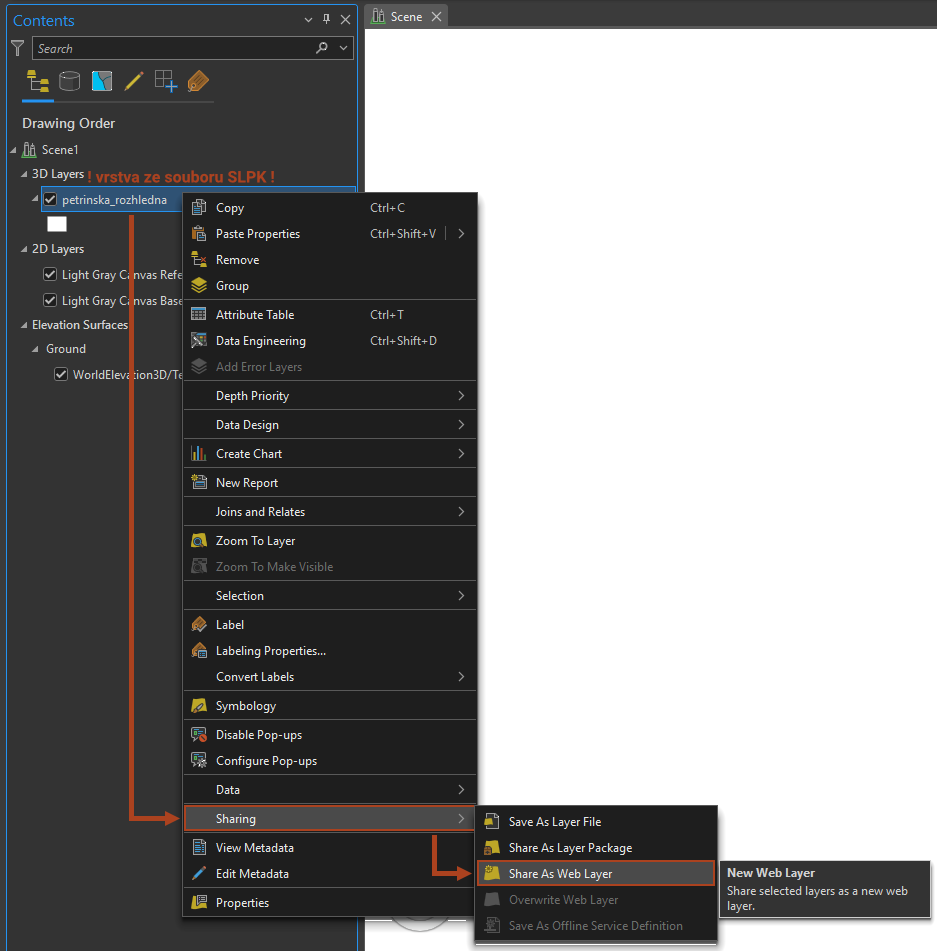 Contents
Scene
Search
Drawing Order
Scene1
3D Layers ! vrstva ze souboru SLPK !
petrinska_rozhledna
2D Layers
Light Gray Canvas Refe
Light Gray Canvas Base
Elevation Surfaces
Ground
WorldElevation3D/Te
Copy Ctrl+C
Paste Properties Ctrl+Shift+V
Remove
Group
Attribute Table Ctrl+T
Data Engineering Ctrl+Shift+D
Add Error Layers
Depth Priority
Data Design
Create Chart
New Report
Joins and Relates
Zoom To Layer
Zoom To Make Visible
Selection
Label
Labeling Properties...
Convert Labels
Symbology
Disable Pop-ups
Configure Pop-ups
Data
Sharing
View Metadata
Edit Metadata
Properties
Save As Layer File
Share As Layer Package
Share As Web Layer
Overwrite Web Layer
Save As Offline Service Definition
New Web Layer
Share selected layers as a new web
layer.